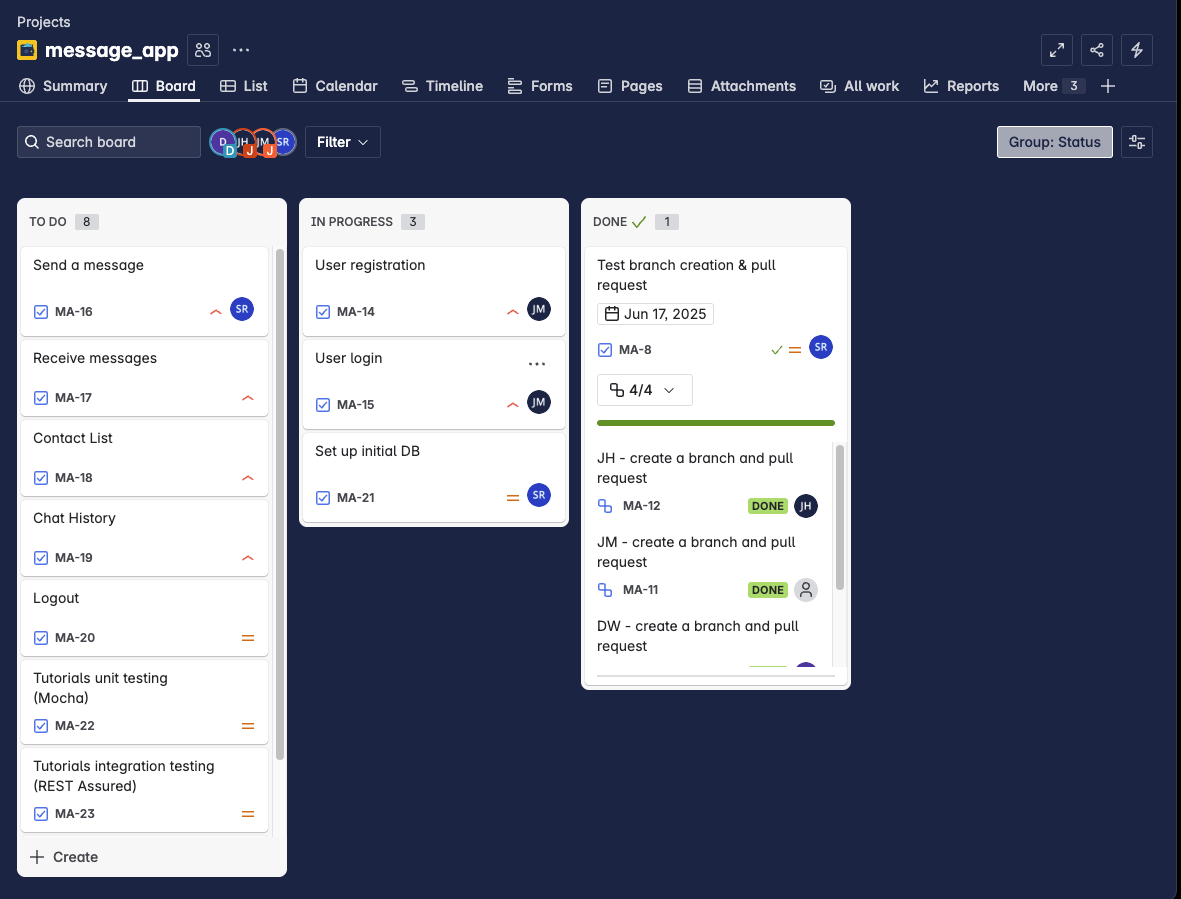 Projects
message_app
Summary
Board
List
Calendar
Timeline
Forms
Pages
Attachments
All work
Reports
More 3
Search board
D D JH J JM J SR
Filter
Group: Status
TO DO 8
Send a message
MA-16 SR
Receive messages
MA-17
Contact List
MA-18
Chat History
MA-19
Logout
MA-20
Tutorials unit testing
(Mocha)
MA-22
Tutorials integration testing
(REST Assured)
MA-23
Create
IN PROGRESS 3
User registration
MA-14 JM
User login
MA-15 JM
Set up initial DB
MA-21 SR
DONE 1
Test branch creation & pull
request
Jun 17, 2025
MA-8 SR
4/4
JH - create a branch and pull
request
MA-12 DONE JH
JM - create a branch and pull
request
MA-11 DONE
DW - create a branch and pull
request